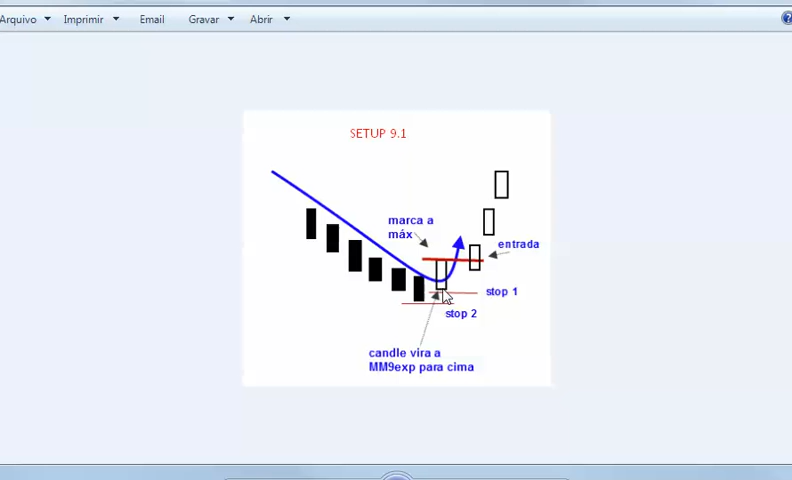 Arquivo Imprimir Email Gravar Abrir
SETUP 9.1
marca a
máx
entrada
stop 1
stop 2
candle vira a
MM9exp para cima